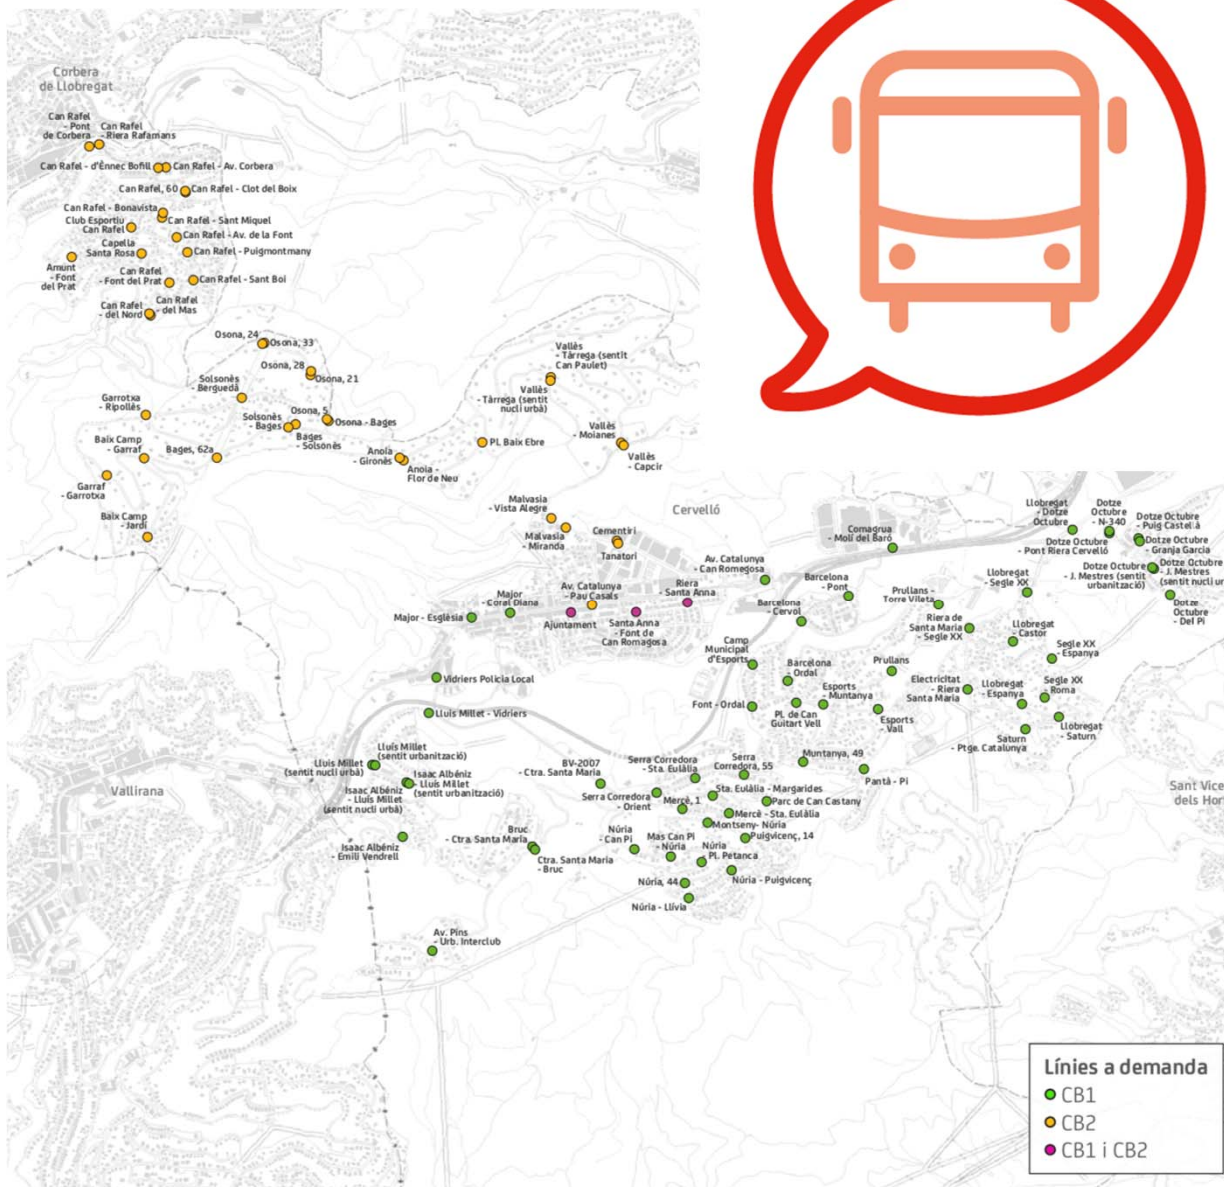 Corbera
de Llobregat
Can Rafel
- Pont
de Corbera
Can Rafel
- Riera Rafamans
Can Rafel - d'Ènnec Bofill
Can Rafel - Av. Corbera
Can Rafel, 60
Can Rafel - Clot del Boix
Can Rafel - Bonavista
Can Rafel - Sant Miquel
Club Esportiu
Can Rafel
Can Rafel - Av. de la Font
Capella
Santa Rosa
Can Rafel - Puigmontmany
Amunt
- Font
del Prat
Can Rafel
- Font del Prat
Can Rafel - Sant Boi
Can Rafel
- del Nord
Can Rafel
- del Mas
Osona, 24
Osona, 33
Osona, 28
Osona, 21
Vallès
- Tàrrega (sentit
Can Paulet)
Solsonès
- Berguedà
Vallès
- Tàrrega (sentit
nucli urbà)
Garrotxa
- Ripollès
Osona, 5
Osona - Bages
Solsonès
- Bages
Bages
- Solsonès
Baix Camp
- Garraf
Bages, 62a
Anoia
- Gironès
Anoia -
Flor de Neu
Pl. Baix Ebre
Vallès
- Moianes
Vallès
- Capcir
Garraf
- Garrotxa
Baix Camp
- Jardí
Malvasia
- Vista Alegre
Malvasia
- Miranda
Cementiri
Tanatori
Cervelló
Comagrua
- Molí del Baró
Llobregat
- Dotze
Octubre
Dotze
Octubre
- N-340
Dotze Octubre
- Puig Castellà
Dotze Octubre
- Pont Riera Cervelló
Dotze Octubre
- Granja Garcia
Dotze Octubre
- J. Mestres (sentit
urbanització)
Dotze Octubre
- J. Mestres
(sentit nucli ur
Dotze
Octubre
- Del Pi
Av. Catalunya
- Can Romegosa
Riera
- Santa Anna
Av. Catalunya
- Pau Casals
Major
- Coral Diana
Major - Església
Ajuntament
Santa Anna
- Font de
Can Romagosa
Barcelona
- Pont
Barcelona
- Cervol
Prullans -
Torre Vileta
Llobregat
- Segle XX
Riera de
Santa Maria
- Segle XX
Llobregat
- Castor
Segle XX
- Espanya
Camp
Municipal
d'Esports
Barcelona
Ordal
Prullans
Electricitat
- Riera
Santa Maria
Llobregat
- Espanya
Segle XX
- Roma
Vidriers Policia Local
Font - Ordal
Pl. de Can
Guitart Vell
Esports
- Muntanya
Esports
- Vall
Llobregat
- Saturn
Saturn
- Ptge. Catalunya
Lluís Millet - Vidriers
Lluís Millet
(sentit urbanització)
Lluís Millet
(sentit nucli urbà)
Isaac Albéniz
- Lluís Millet
(sentit urbanització)
Isaac Albéniz
- Lluís Millet
(sentit nucli urbà)
Isaac Albéniz
- Emili Vendrell
BV-2007
- Ctra. Santa Maria
Serra Corredora
- Sta. Eulàlia
Serra
Corredora, 55
Muntanya, 49
Pantà - Pi
Serra Corredora
- Orient
Mercè, 1
Sta. Eulàlia - Margarides
Parc de Can Castany
Mercè - Sta. Eulàlia
Montseny- Núria
Puigvicenç, 14
Bruc
- Ctra. Santa Maria
Ctra. Santa Maria
- Bruc
Núria
- Can Pi
Mas Can Pi
- Núria
Núria
- Pl. Petanca
Núria - Puigvicenç
Núria, 44
Núria - Llívia
Av. Pins
- Urb. Interclub
Vallirana
Sant Vice
dels Hor
Línies a demanda
CB1
CB2
CB1 i CB2